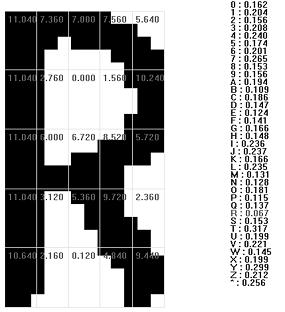 11.040 7.360 7.000 7.560 5.640
11.040 2.760 0.000 1.560 10.240
11.040 6.000 6.720 8.520 5.720
11.040 3.120 5.360 9.720 2.360
10.640 2.160 0.120 4.840 9.440
0 : 0.162
1 : 0.204
2 : 0.156
3 : 0.208
4 : 0.240
5 : 0.174
6 :
7 : 0.265
8 : 0.153
9 : 0.156
A : 0.194
B : 0.109
C : 0.186
D : 0.147
E : 0.124
F : 0.141
G : 0.166
H : 0.148
I : 0.236
J : 0.237
K : 0.166
L : 0.235
M : 0.131
N : 0.128
O : 0.181
P : 0.115
Q : 0.137
R : 0.067
S : 0.153
T : 0.317
U : 0.199
V : 0.221
W : 0.145
X : 0.199
Y : 0.299
Z : 0.212
^ : 0.256